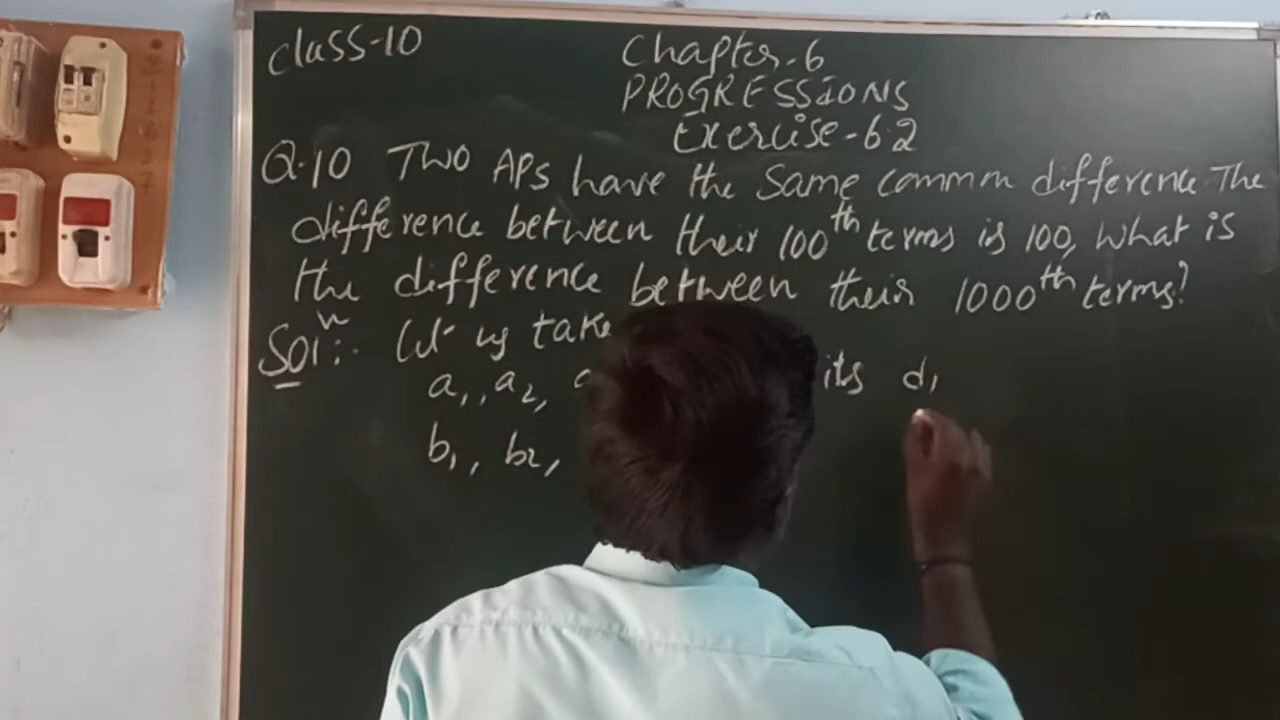 Class-10
Chapter-6
PROGRESSIONS
Exercise-6.2
Q.10 Two APs have the same common difference. The
difference between their 100th terms is 100, what is
the difference between their 1000th terms?
Soln:- Let us take
a1, a2, its d1
b1, b2,